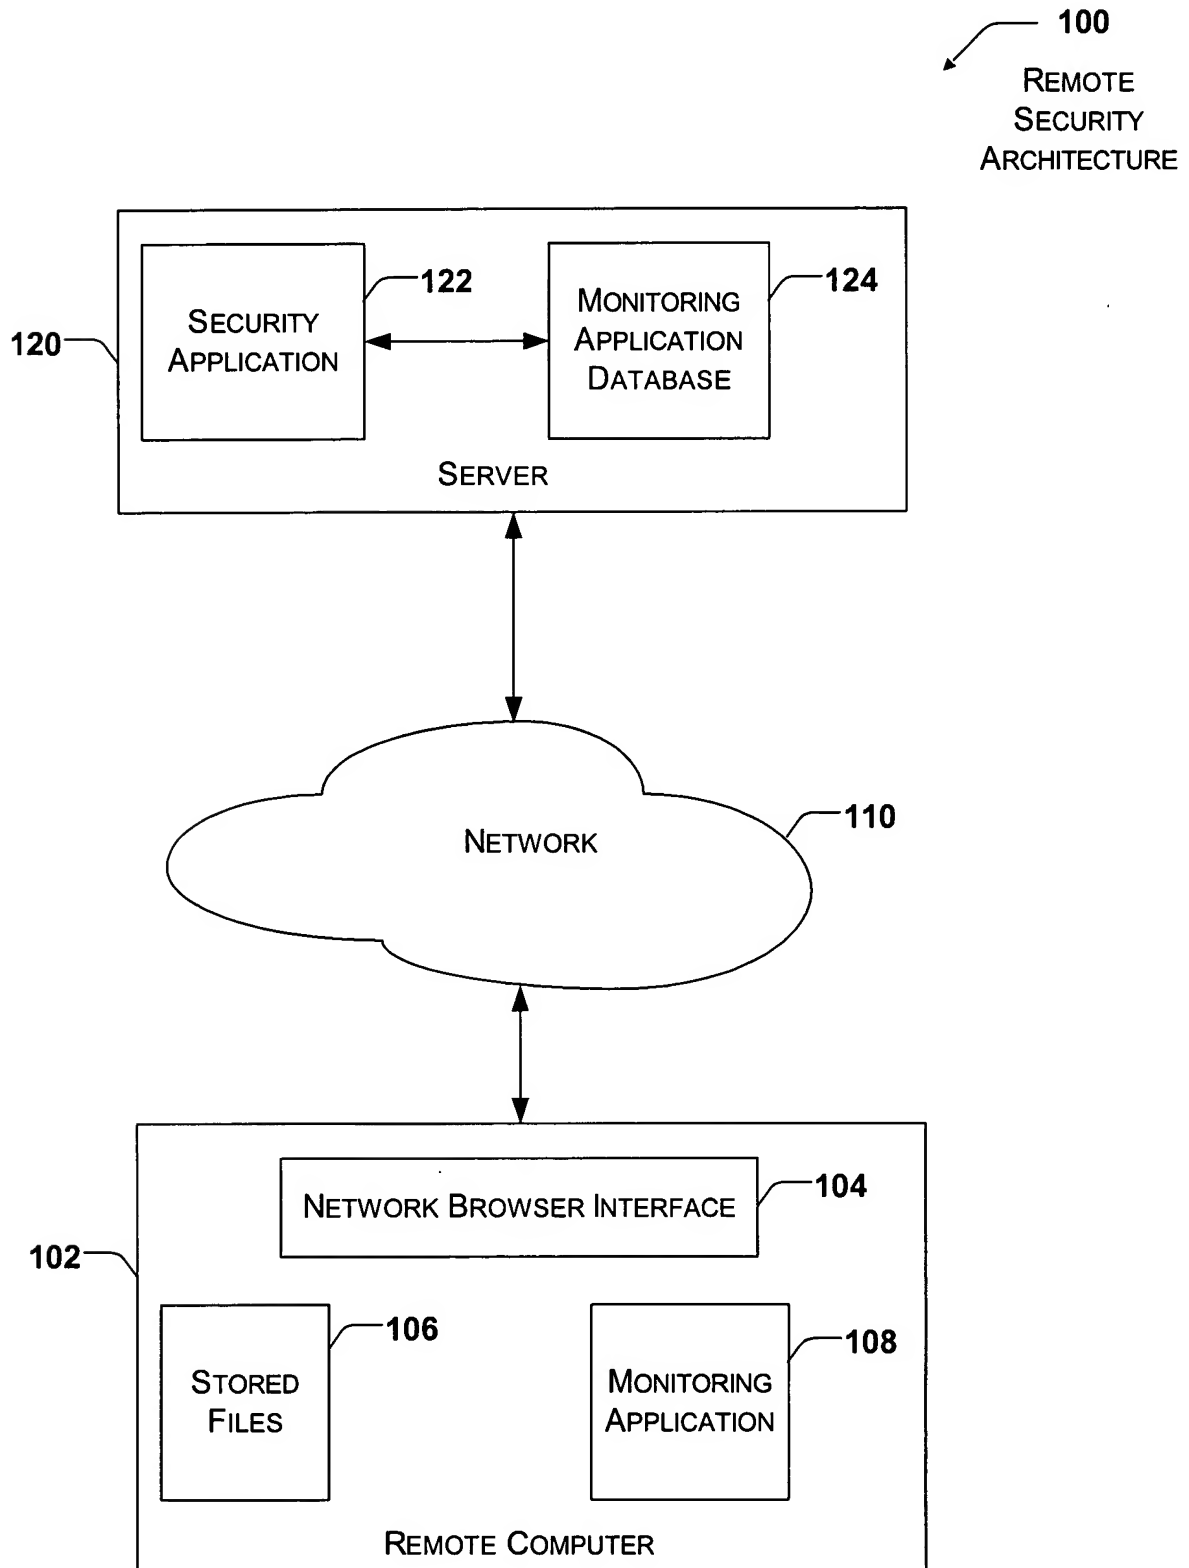 100
REMOTE
SECURITY
ARCHITECTURE
120
SECURITY
APPLICATION
122
MONITORING
APPLICATION
DATABASE
124
SERVER
NETWORK
110
102
NETWORK BROWSER INTERFACE
104
STORED
FILES
106
MONITORING
APPLICATION
108
REMOTE COMPUTER